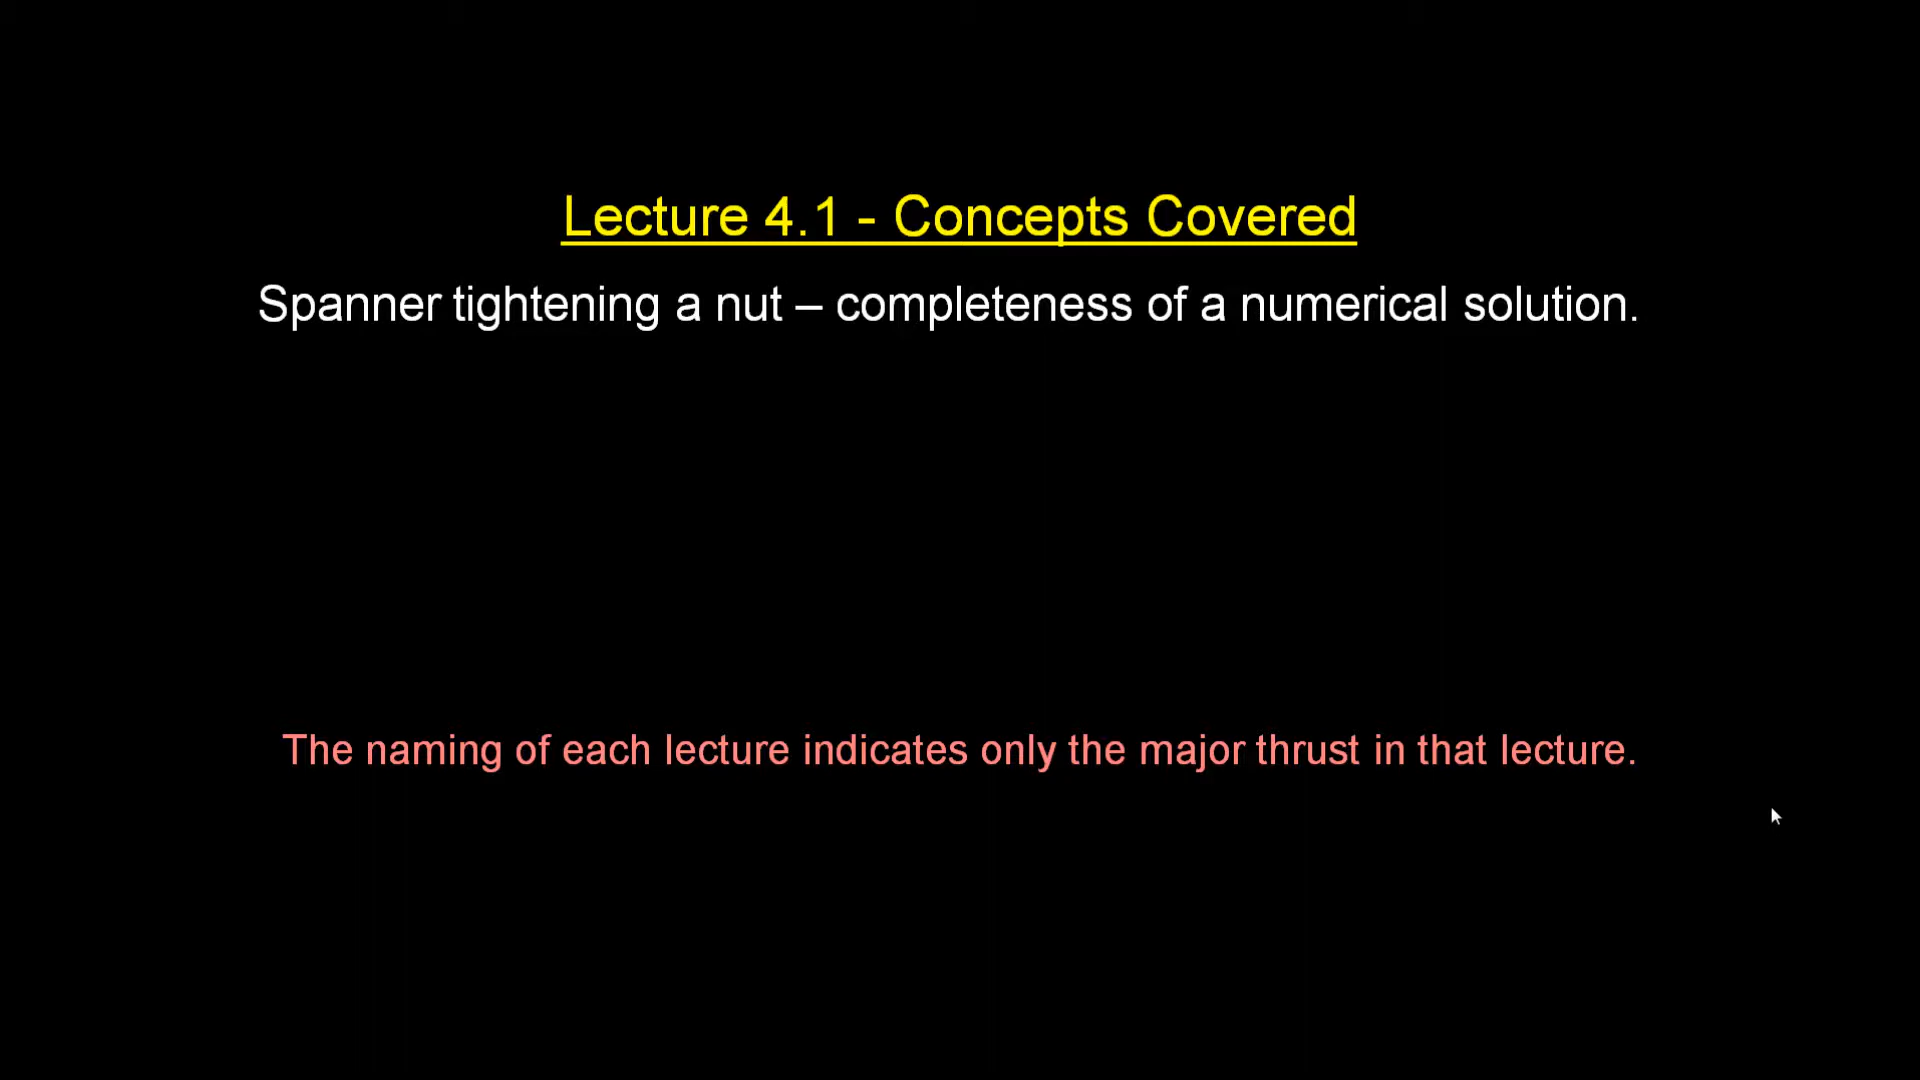 Lecture 4.1 - Concepts Covered
Spanner tightening a nut – completeness of a numerical solution.
The naming of each lecture indicates only the major thrust in that lecture.